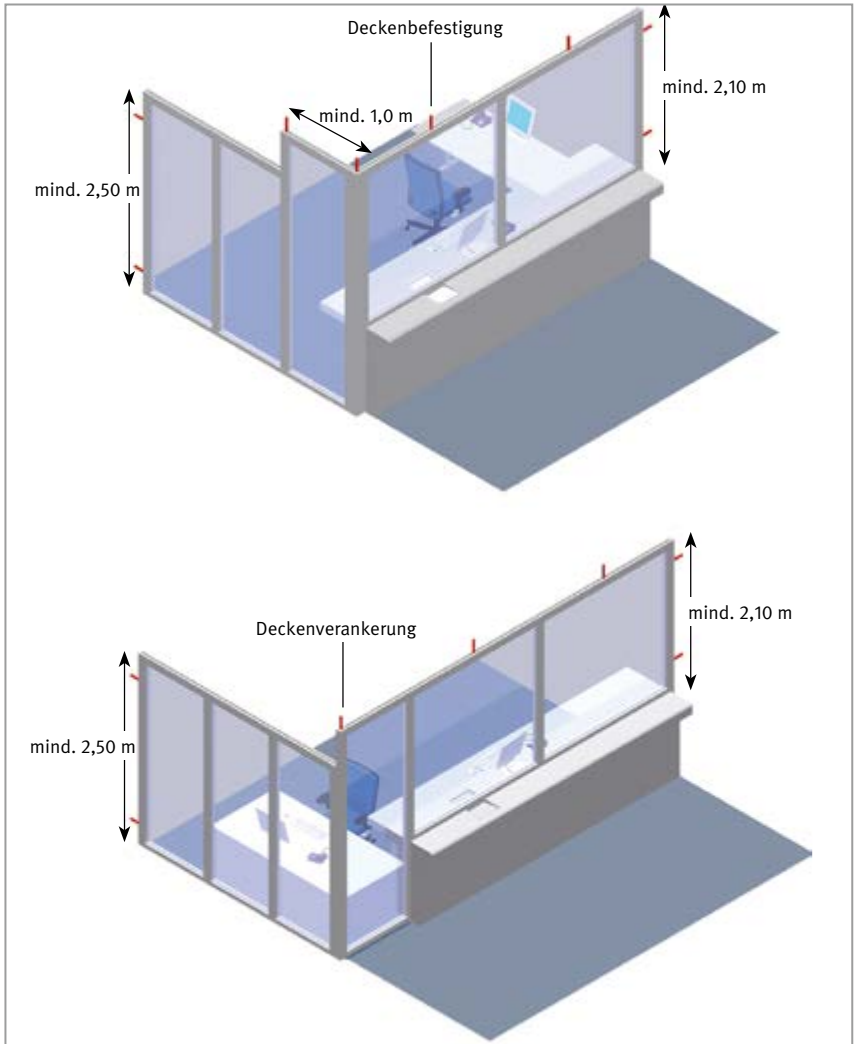 Deckenbefestigung
mind. 2,10 m
mind. 1,0 m
mind. 2,50 m
Deckenverankerung
mind. 2,10 m
mind. 2,50 m